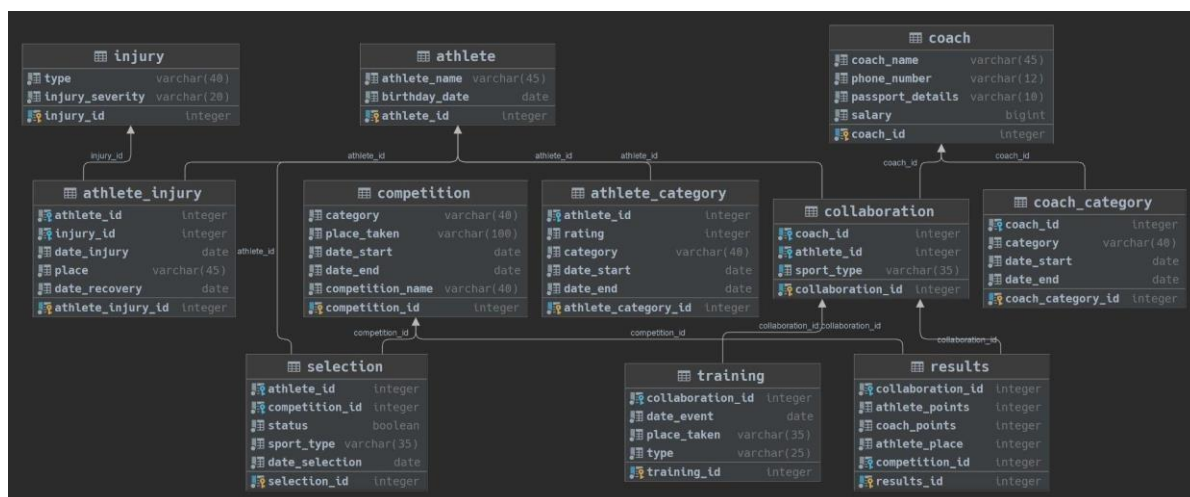 injury
type varchar(40)
injury_severity varchar(20)
injury_id integer
athlete
athlete_name varchar(45)
birthday_date date
athlete_id integer
coach
coach_name varchar(45)
phone_number varchar(12)
passport_details varchar(10)
salary bigint
coach_id integer
injury_id
athlete_id
athlete_id
athlete_id
coach_id
coach_id
athlete_injury
athlete_id integer
injury_id integer
date_injury date
place varchar(45)
date_recovery date
athlete_injury_id integer
athlete_id
competition
category varchar(40)
place_taken varchar(100)
date_start date
date_end date
competition_name varchar(40)
competition_id integer
athlete_category
athlete_id integer
rating integer
category varchar(40)
date_start date
date_end date
athlete_category_id integer
collaboration
coach_id integer
athlete_id integer
sport_type varchar(35)
collaboration_id integer
coach_category
coach_id integer
category varchar(40)
date_start date
date_end date
coach_category_id integer
competition_id
competition_id
collaboration_id
collaboration_id
collaboration_id
selection
athlete_id integer
competition_id integer
status boolean
sport_type varchar(35)
date_selection date
selection_id integer
training
collaboration_id integer
date_event date
place_taken varchar(35)
type varchar(25)
training_id integer
results
collaboration_id integer
athlete_points integer
coach_points integer
athlete_place integer
competition_id integer
results_id integer